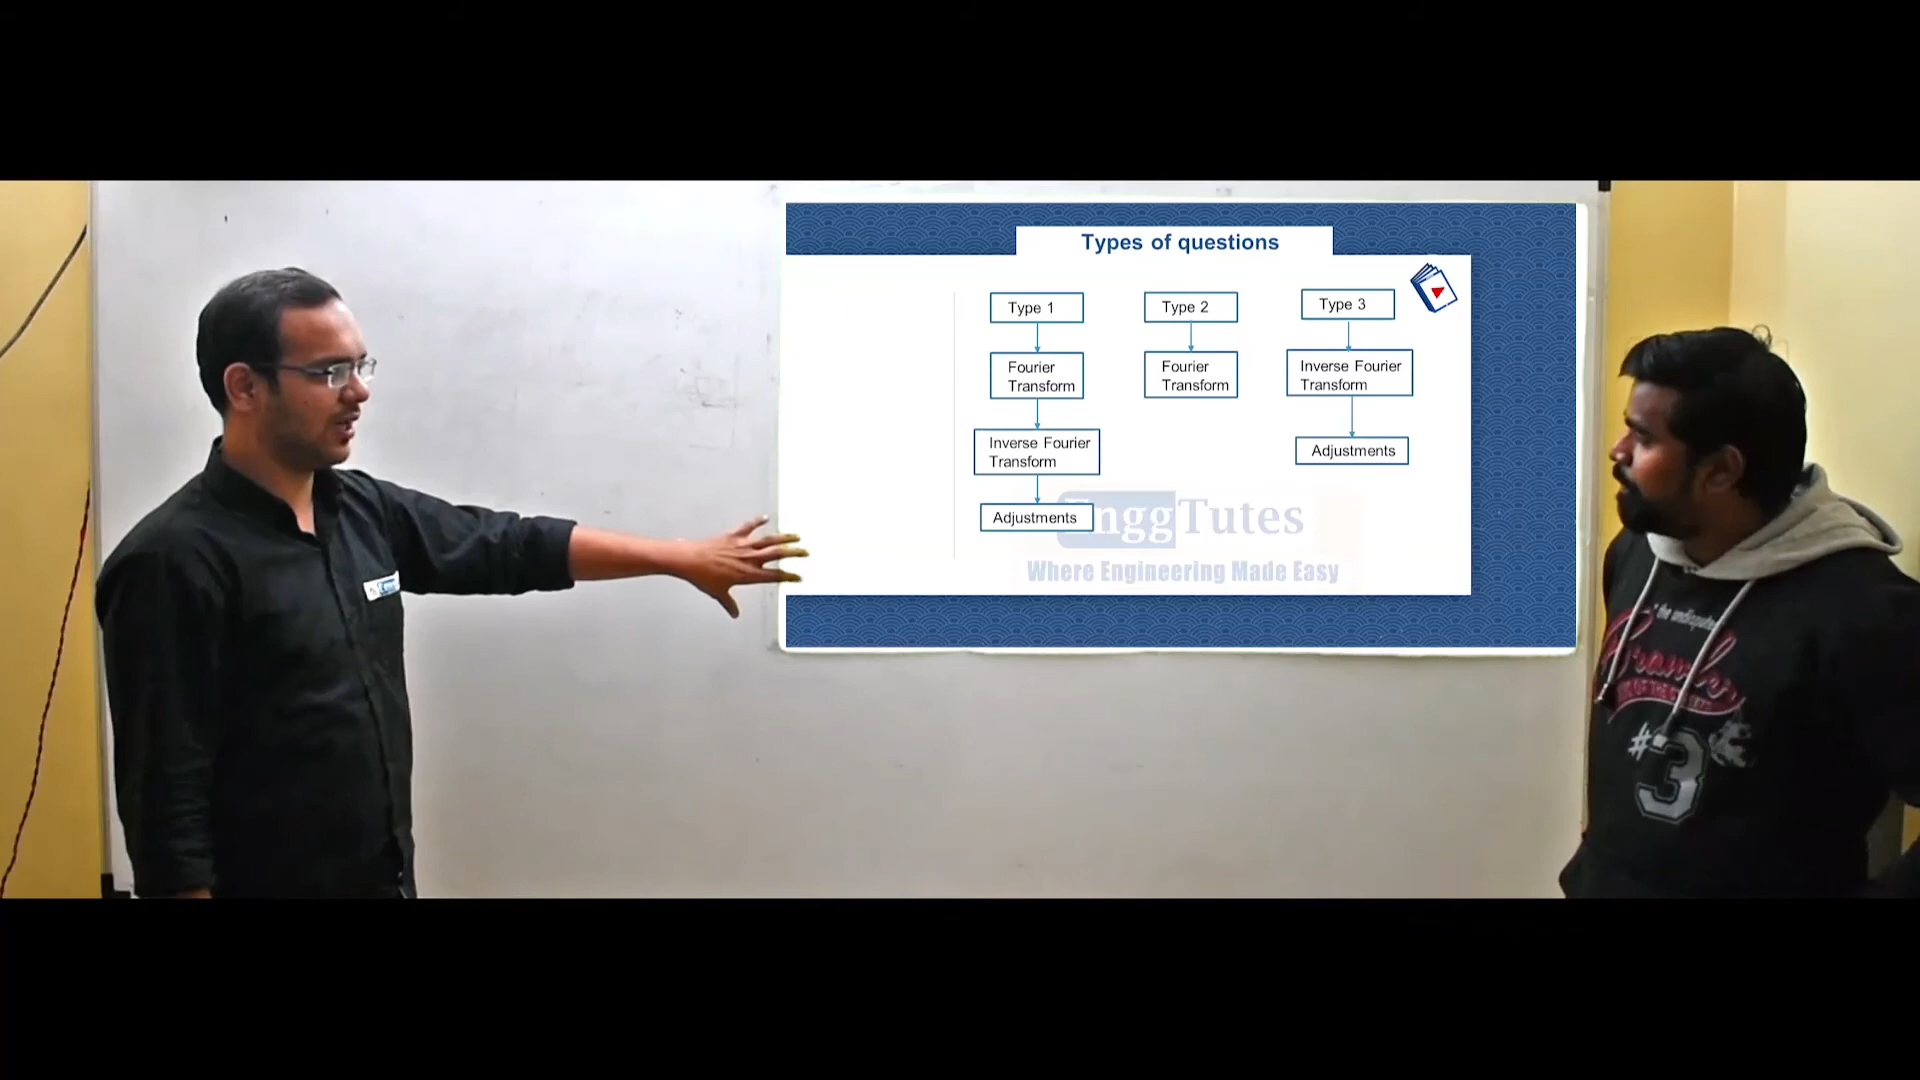 Types of questions
Type 1
Fourier
Transform
Inverse Fourier
Transform
Adjustments
Type 2
Fourier
Transform
Type 3
Inverse Fourier
Transform
Adjustments
EnggTutes
Where Engineering Made Easy
#3